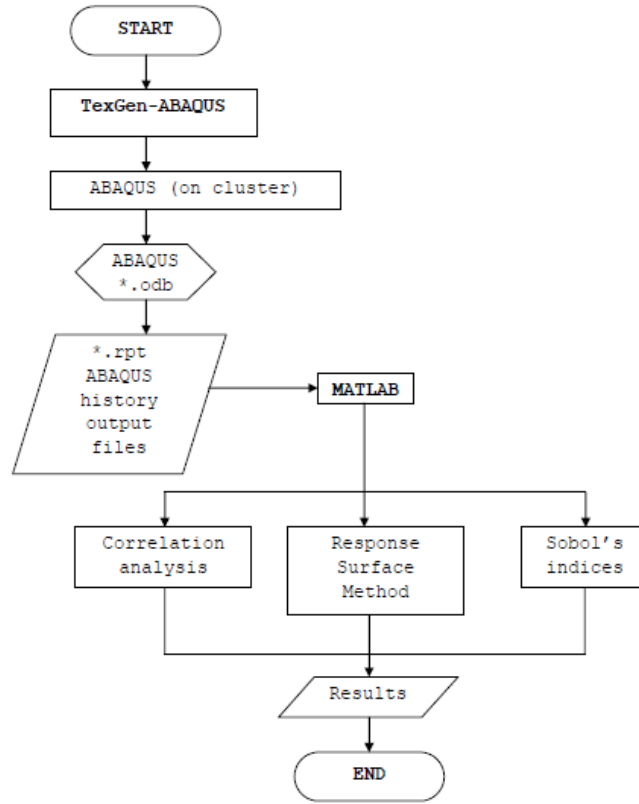 START
TexGen-ABAQUS
ABAQUS (on cluster)
ABAQUS
*.odb
*.rpt
ABAQUS
history
output
files
MATLAB
Correlation
analysis
Response
Surface
Method
Sobol's
indices
Results
END